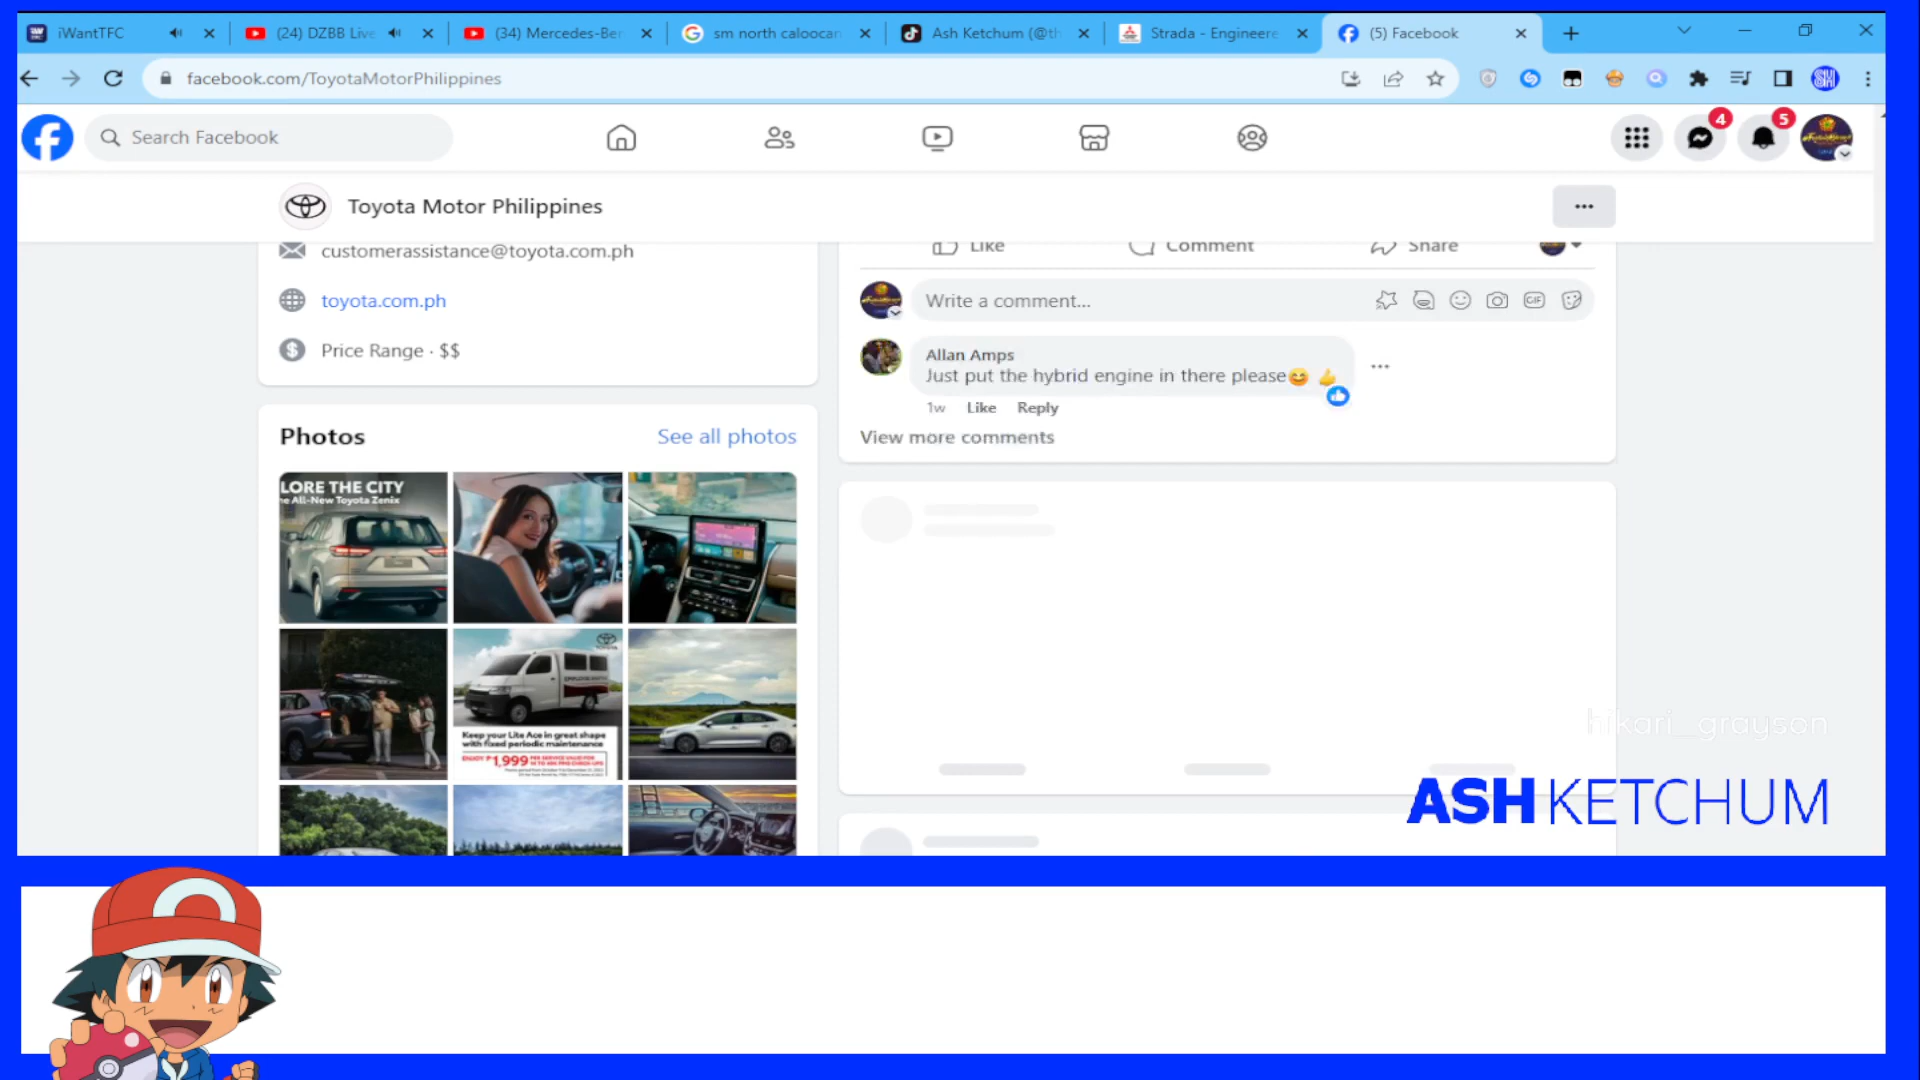 iWantTFC
(24) DZBB Live
(34) Mercedes-Ben
sm north caloocan
Ash Ketchum (@th
Strada - Engineere
(5) Facebook
facebook.com/ToyotaMotorPhilippines
Search Facebook
4
5
Toyota Motor Philippines
customerassistance@toyota.com.ph
toyota.com.ph
Price Range · $$
Like
Comment
Share
Write a comment...
GIF
Allan Amps
Just put the hybrid engine in there please😊 👍
1w Like Reply
View more comments
Photos
See all photos
LORE THE CITY
e All-New Toyota Zenix
Keep your Lite Ace in great shape
with fixed periodic maintenance
ENJOY ₱1,999
hikari_grayson
ASH KETCHUM